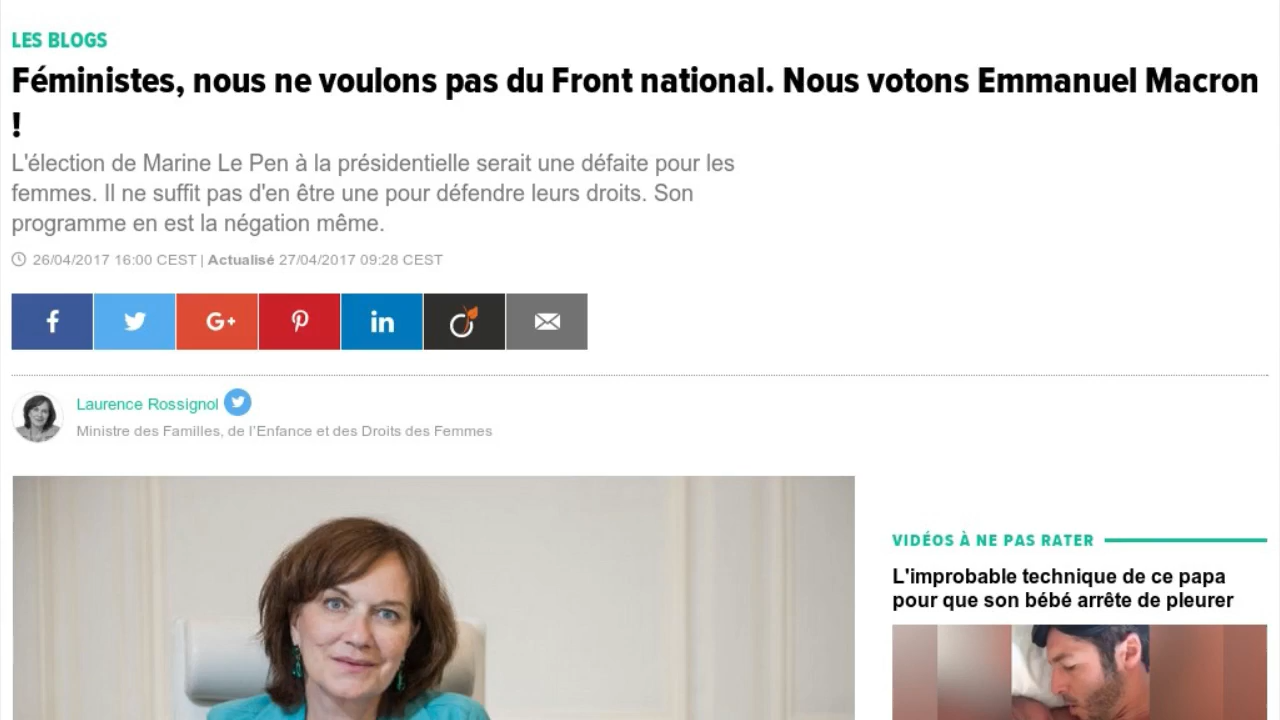 LES BLOGS
Féministes, nous ne voulons pas du Front national. Nous votons Emmanuel Macron
!
L'élection de Marine Le Pen à la présidentielle serait une défaite pour les
femmes. Il ne suffit pas d'en être une pour défendre leurs droits. Son
programme en est la négation même.
26/04/2017 16:00 CEST | Actualisé 27/04/2017 09:28 CEST
f G+ in
Laurence Rossignol
Ministre des Familles, de l'Enfance et des Droits des Femmes
VIDÉOS À NE PAS RATER
L'improbable technique de ce papa
pour que son bébé arrête de pleurer